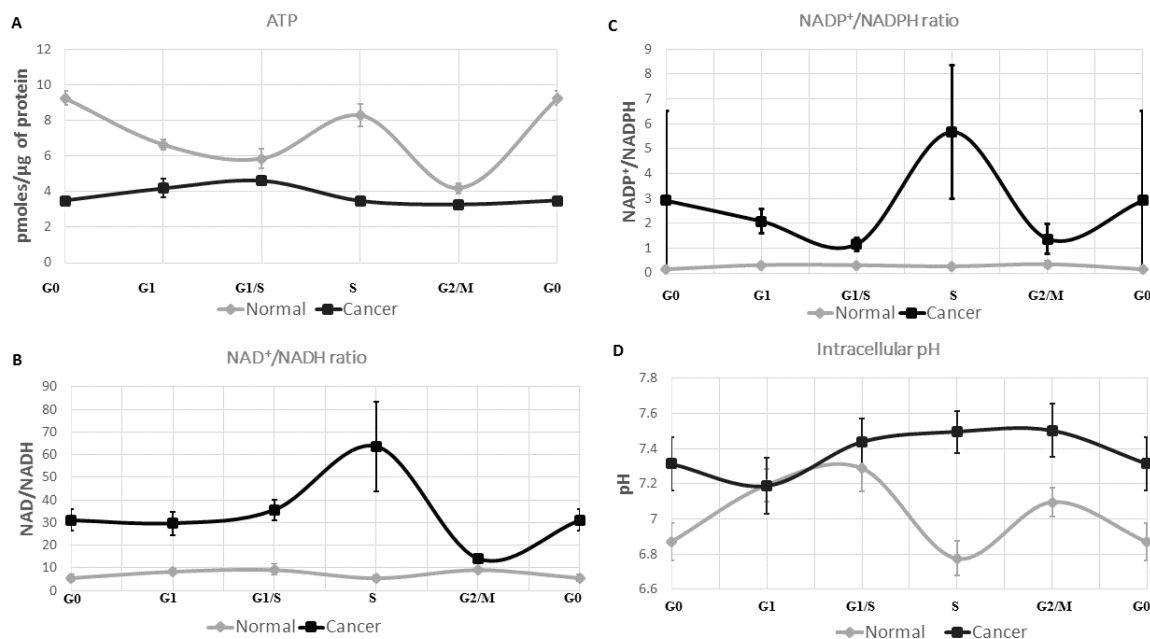 A
ATP
pmoles/µg of protein
12
10
8
6
4
2
0
G0 G1 G1/S S G2/M G0
Normal Cancer
B
NAD⁺/NADH ratio
NAD/NADH
90
80
70
60
50
40
30
20
10
0
G0 G1 G1/S S G2/M G0
Normal Cancer
C
NADP⁺/NADPH ratio
NADP⁺/NADPH
9
8
7
6
5
4
3
2
1
0
G0 G1 G1/S S G2/M G0
Normal Cancer
D
Intracellular pH
pH
7.8
7.6
7.4
7.2
7
6.8
6.6
G0 G1 G1/S S G2/M G0
Normal Cancer